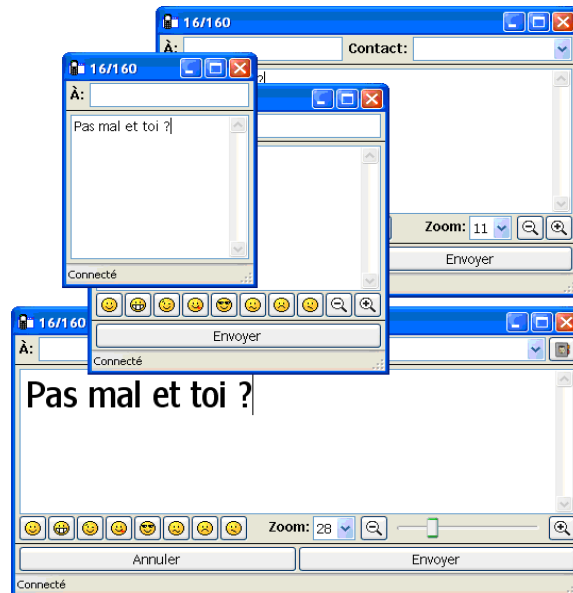 16/160
À:
Contact:
?
16/160
À:
Pas mal et toi ?
Zoom: 11
Envoyer
Connecté
Envoyer
Connecté
16/160
À:
Pas mal et toi ?
Zoom: 28
Annuler
Envoyer
Connecté